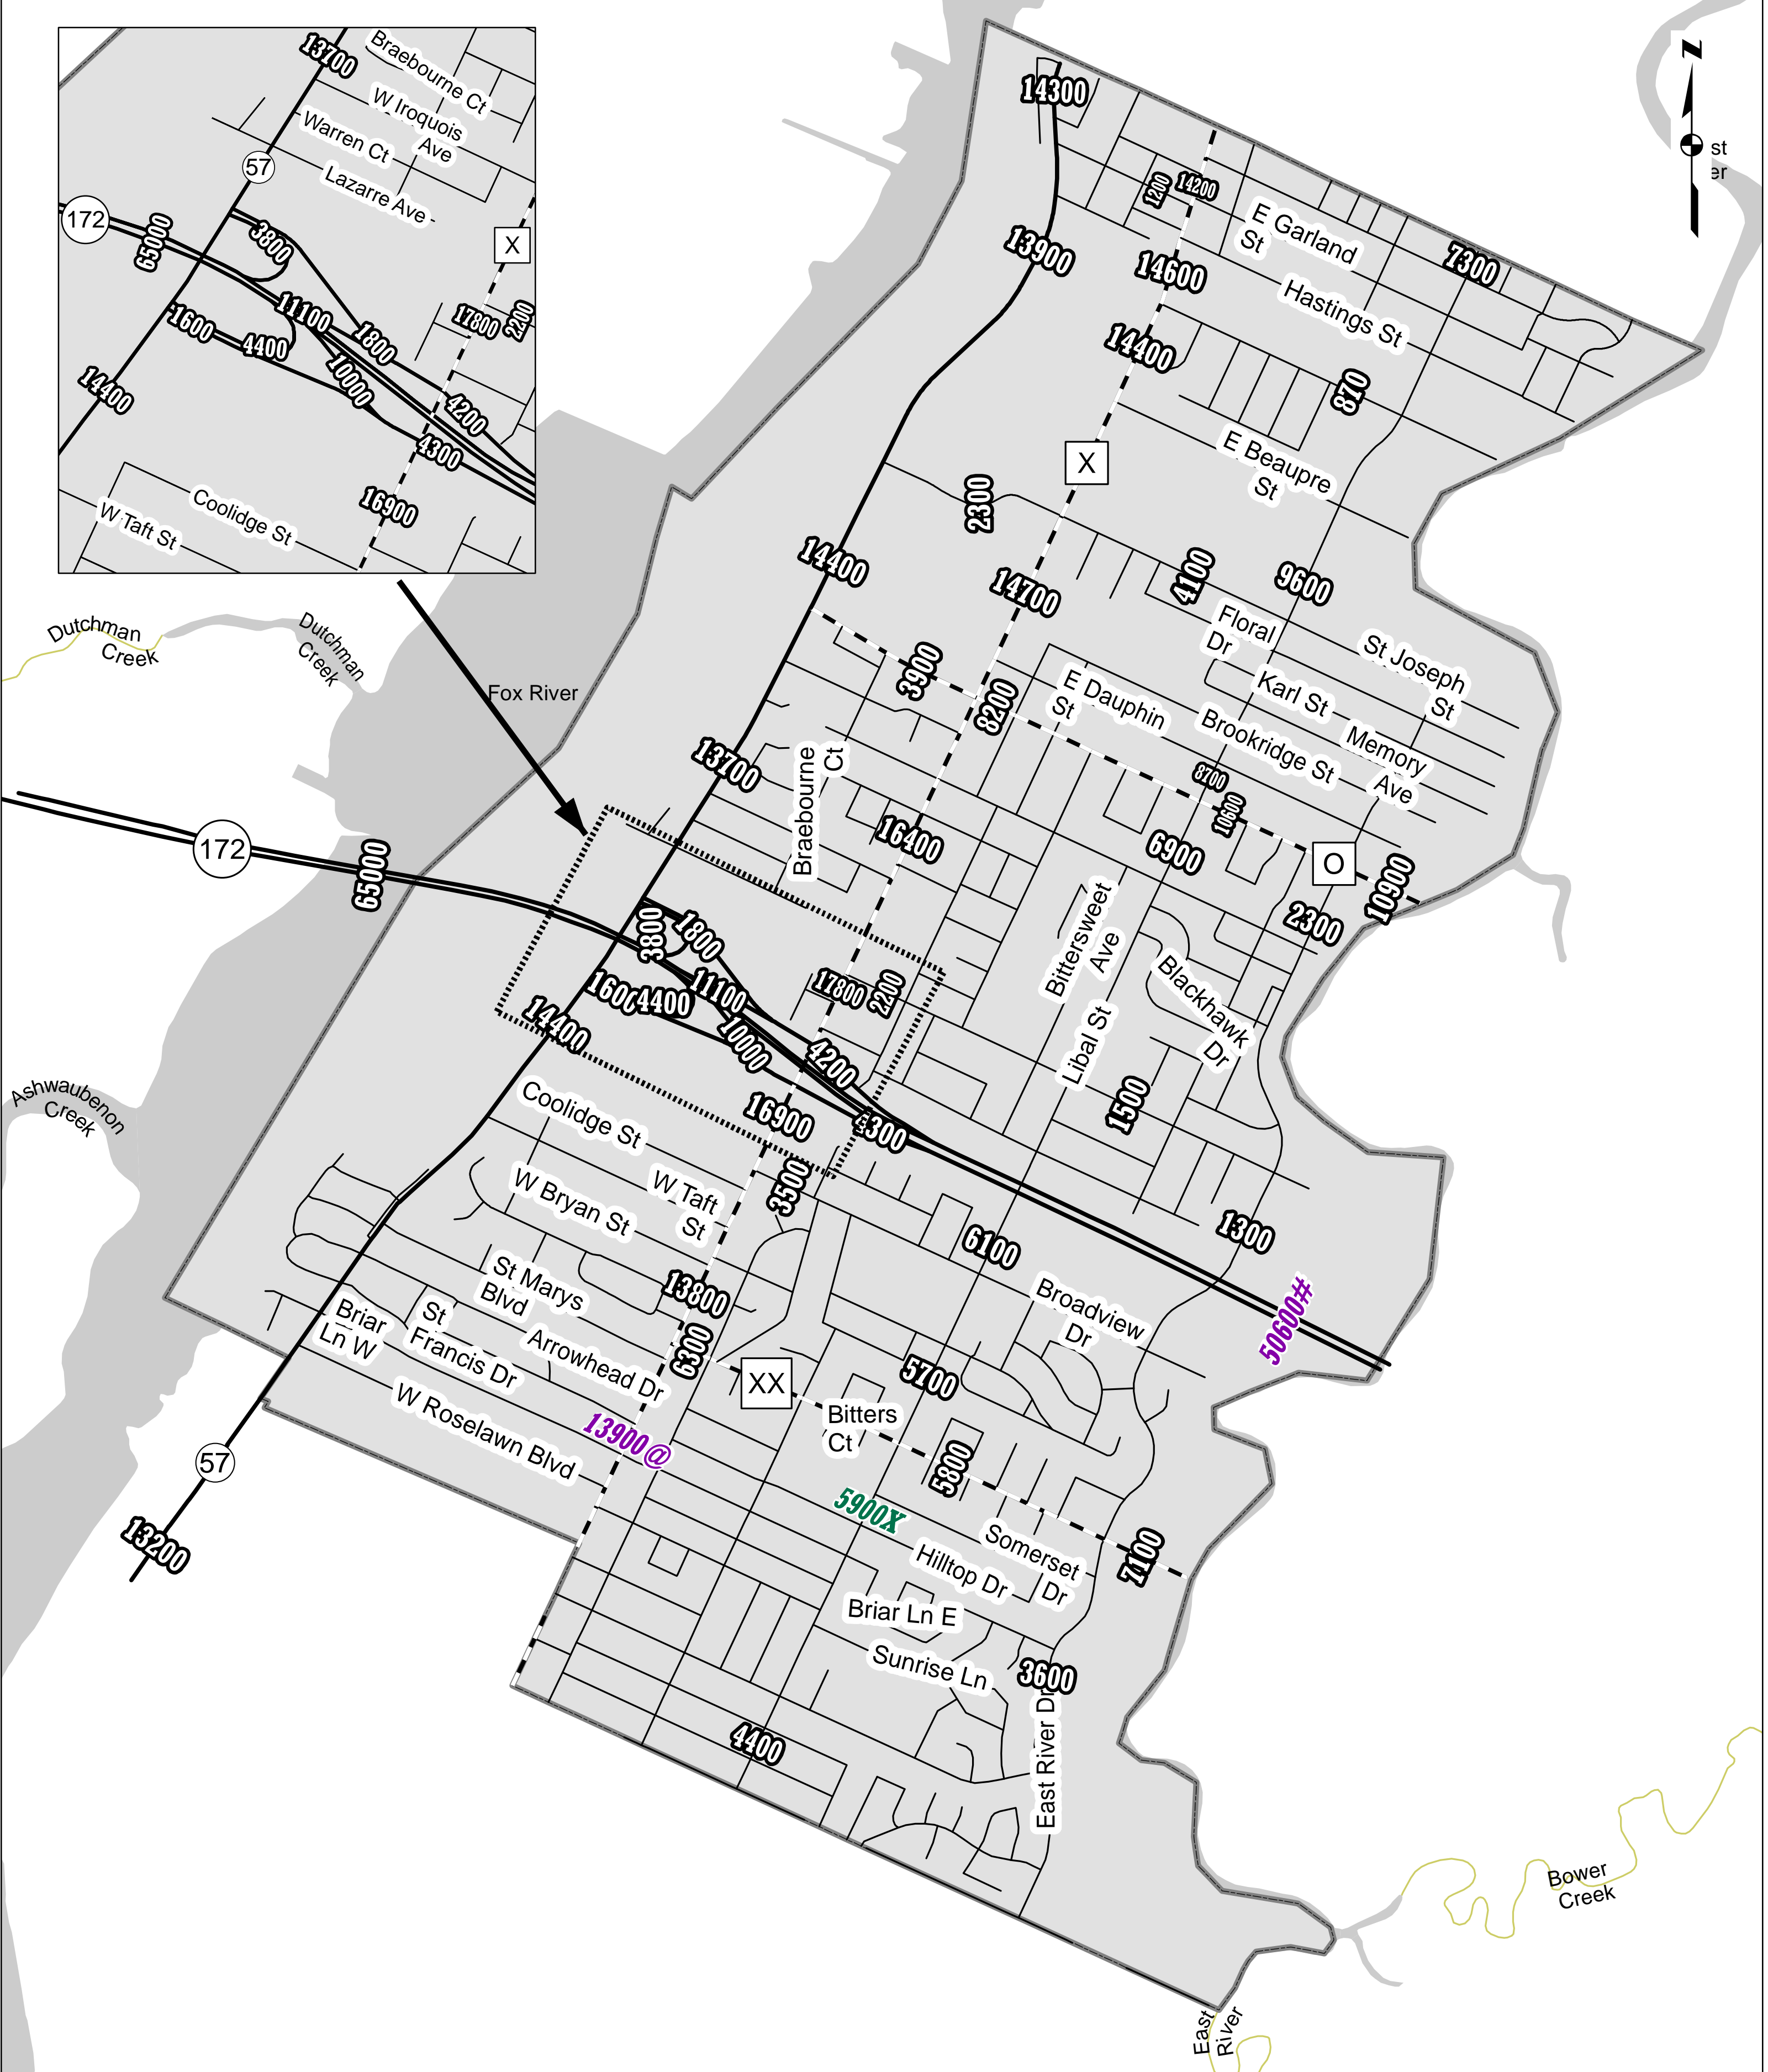 13700
Braebourne Ct
W Iroquois
Ave
Warren Ct
57
Lazarre Ave
172
65000
3800
X
11100
1600
4400
1800
17800
2200
10000
14400
4200
4300
16900
Coolidge St
W Taft St
z
st
er
14300
1200
14200
13900
E Garland
St
7300
14600
Hastings St
14400
870
X
E Beaupre
St
2300
14400
14700
4100
9600
Floral
Dr
St Joseph
St
Dutchman
Creek
Dutchman
Creek
Fox River
3900
8200
E Dauphin
St
Karl St
Brookridge St
Memory
Ave
13700
Braebourne
Ct
8700
10600
16400
6900
O
10900
172
65000
2300
3800
1800
Bittersweet
Ave
Blackhawk
Dr
1600
4400
11100
17800
2200
14400
10000
4200
Libal St
1500
Ashwaubenon
Creek
Coolidge St
16900
4300
3500
W Bryan St
W Taft
St
6100
1300
St Marys
Blvd
13800
Broadview
Dr
50600#
Briar
Ln W
St
Francis Dr
Arrowhead Dr
6300
XX
5700
W Roselawn Blvd
13900@
Bitters
Ct
57
5800
5900X
13200
Somerset
Dr
7100
Hilltop Dr
Briar Ln E
Sunrise Ln
3600
East River Dr
4400
Bower
Creek
East
River